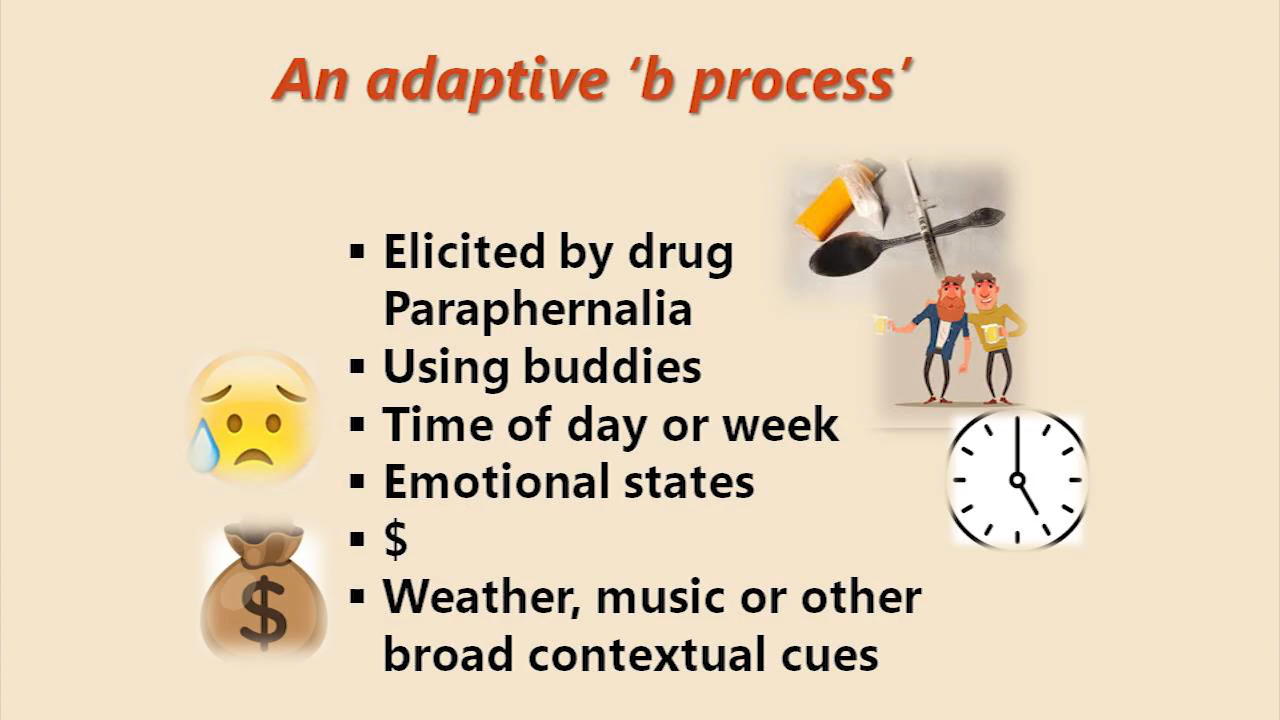 An adaptive ‘b process’
▪ Elicited by drug
Paraphernalia
▪ Using buddies
▪ Time of day or week
▪ Emotional states
▪ $
▪ Weather, music or other
broad contextual cues
$